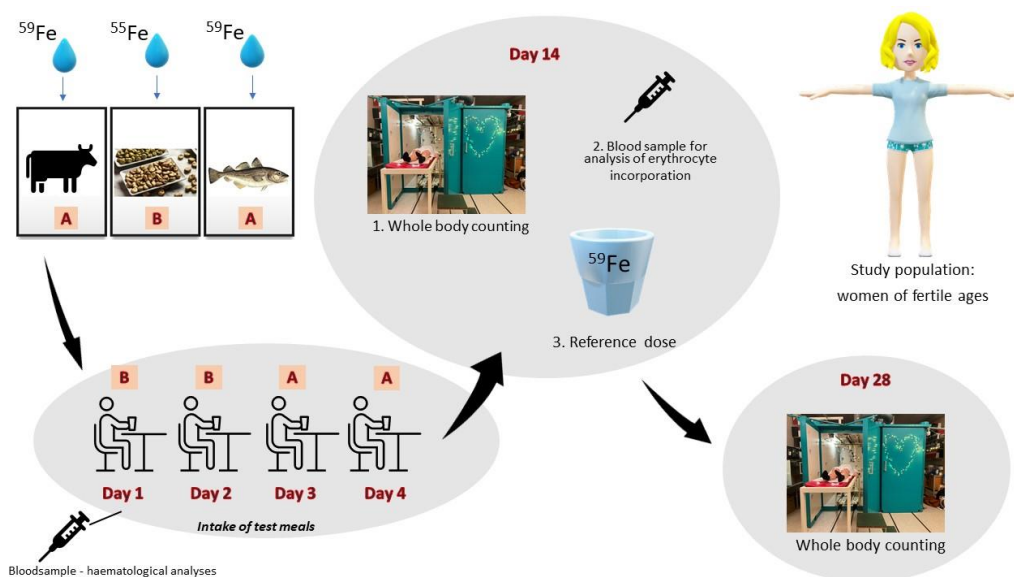 ⁵⁹Fe
⁵⁵Fe
⁵⁹Fe
A
B
A
B
B
A
A
Day 1
Day 2
Day 3
Day 4
Intake of test meals
Bloodsample - haematological analyses
Day 14
1. Whole body counting
2. Blood sample for
analysis of erythrocyte
incorporation
⁵⁹Fe
3. Reference dose
Study population:
women of fertile ages
Day 28
Whole body counting